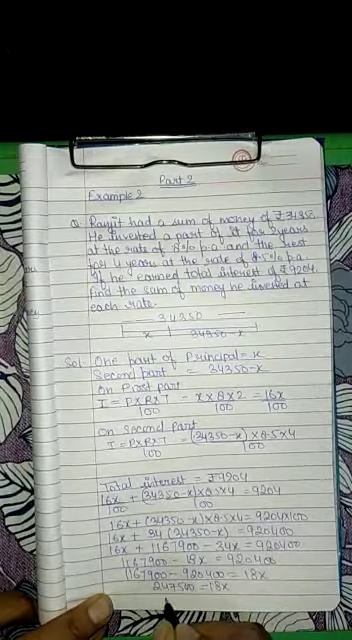 Part 2
Example 2
Q Ranjit had a sum of money of ₹34350.
He invested a part of it for 2 years
at the rate of 8% p.a and the rest
for 4 years at the rate of 8.5% p.a
If he earned total interest of ₹9204
find the sum of money he invested at
each rate.
34350
x 34350-x
Sol: One part of Principal = x
Second part = 34350-x
On first part
I = PxRxT/100 = x×8×2/100 = 16x/100
On second part
I = PxRxT/100 = (34350-x)×8.5×4/100
Total interest = ₹9204
16x/100 + (34350-x)×8.5×4/100 = 9204
16x+(34350-x)×8.5×4 = 9204×100
16x + 34 (34350-x) = 920400
16x + 1167900 - 34x = 920400
1167900 - 18x = 920400
1167900 - 920400 = 18x
247500 = 18x